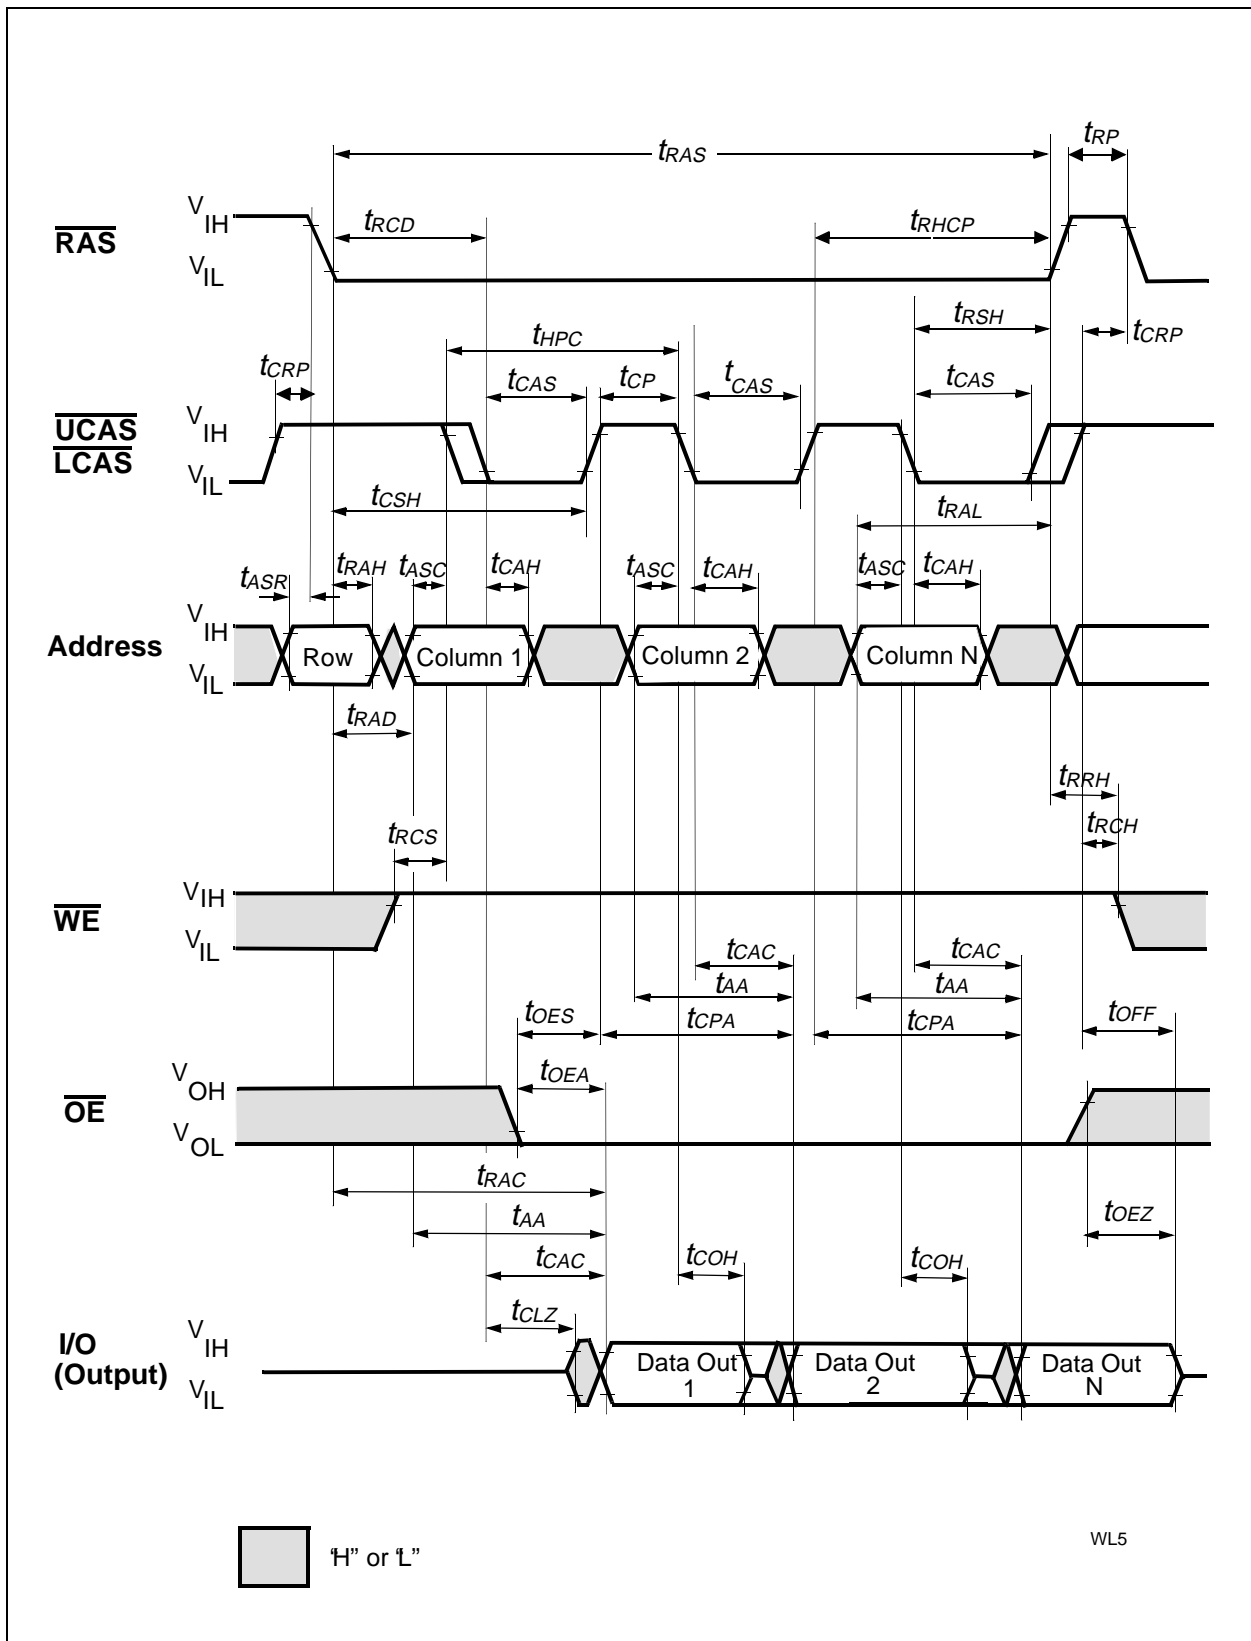 tRAS
tRP
VIH
RAS
VIL
tRCD
tRHCP
tRSH
tCRP
tHPC
tCRP
tCAS
tCP
tCAS
tCAS
UCAS
LCAS
VIH
VIL
tCSH
tRAL
tASR
tRAH
tASC
tCAH
tASC
tCAH
tASC
tCAH
Address
VIH
VIL
Row
Column 1
Column 2
Column N
tRAD
tRRH
tRCS
tRCH
WE
VIH
VIL
tCAC
tCAC
tAA
tAA
tOES
tCPA
tCPA
tOFF
tOEA
OE
VOH
VOL
tRAC
tAA
tOEZ
tCAC
tCOH
tCOH
tCLZ
I/O
(Output)
VIH
VIL
Data Out
1
Data Out
2
Data Out
N
"H" or "L"
WL5